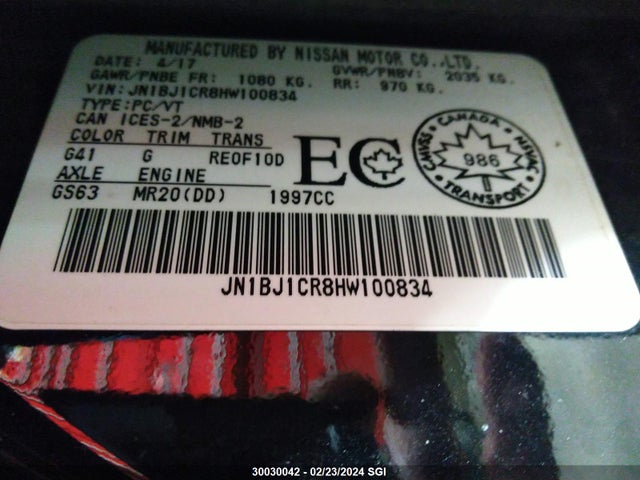 MANUFACTURED BY NISSAN MOTOR CO.,LTD.
DATE: 4/17 GVWR/PNBV: 2035 KG.
GAWR/PNBE FR: 1080 KG. RR: 970 KG.
VIN:JN1BJ1CR8HW100834
TYPE:PC/VT
CAN ICES-2/NMB-2
COLOR TRIM TRANS
G41 G RE0F10D
AXLE ENGINE
GS63 MR20(DD) 1997CC
EC
CANADA
CMVSS NSVAC
986
TRANSPORT
JN1BJ1CR8HW100834
30030042 - 02/23/2024 SGI